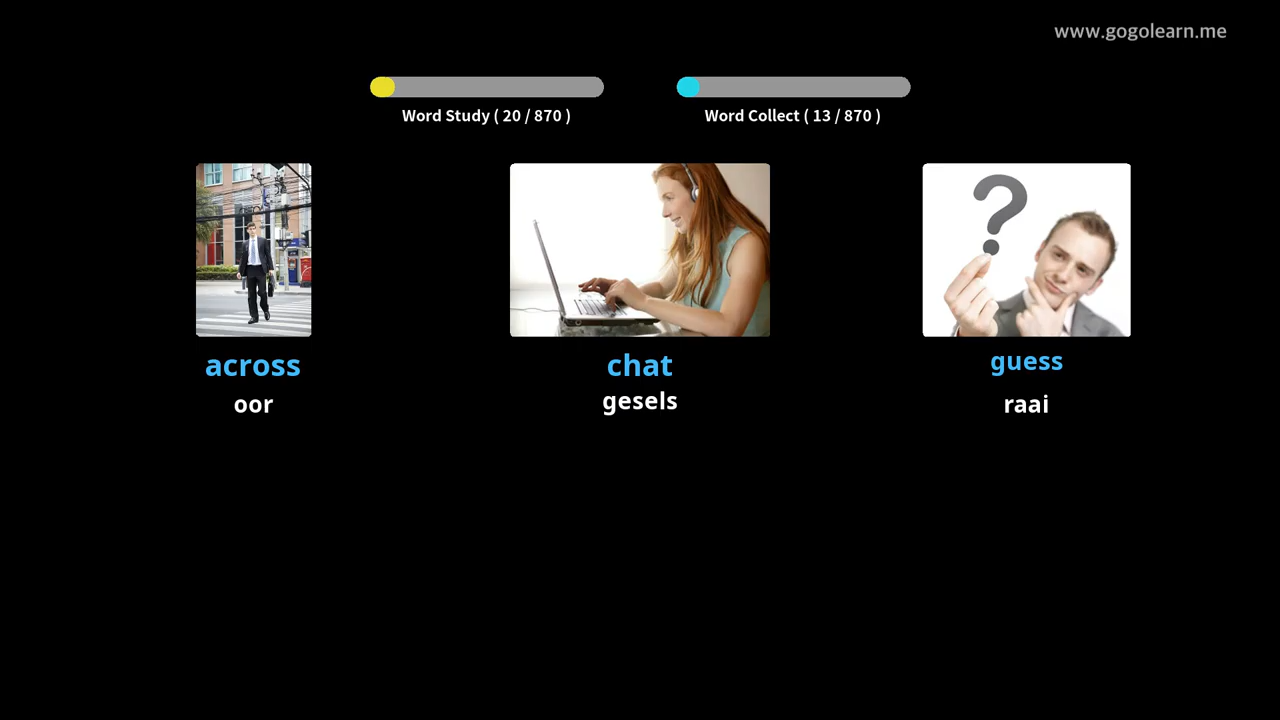 www.gogolearn.me
Word Study ( 20 / 870 )
Word Collect ( 13 / 870 )
across
oor
chat
gesels
guess
raai